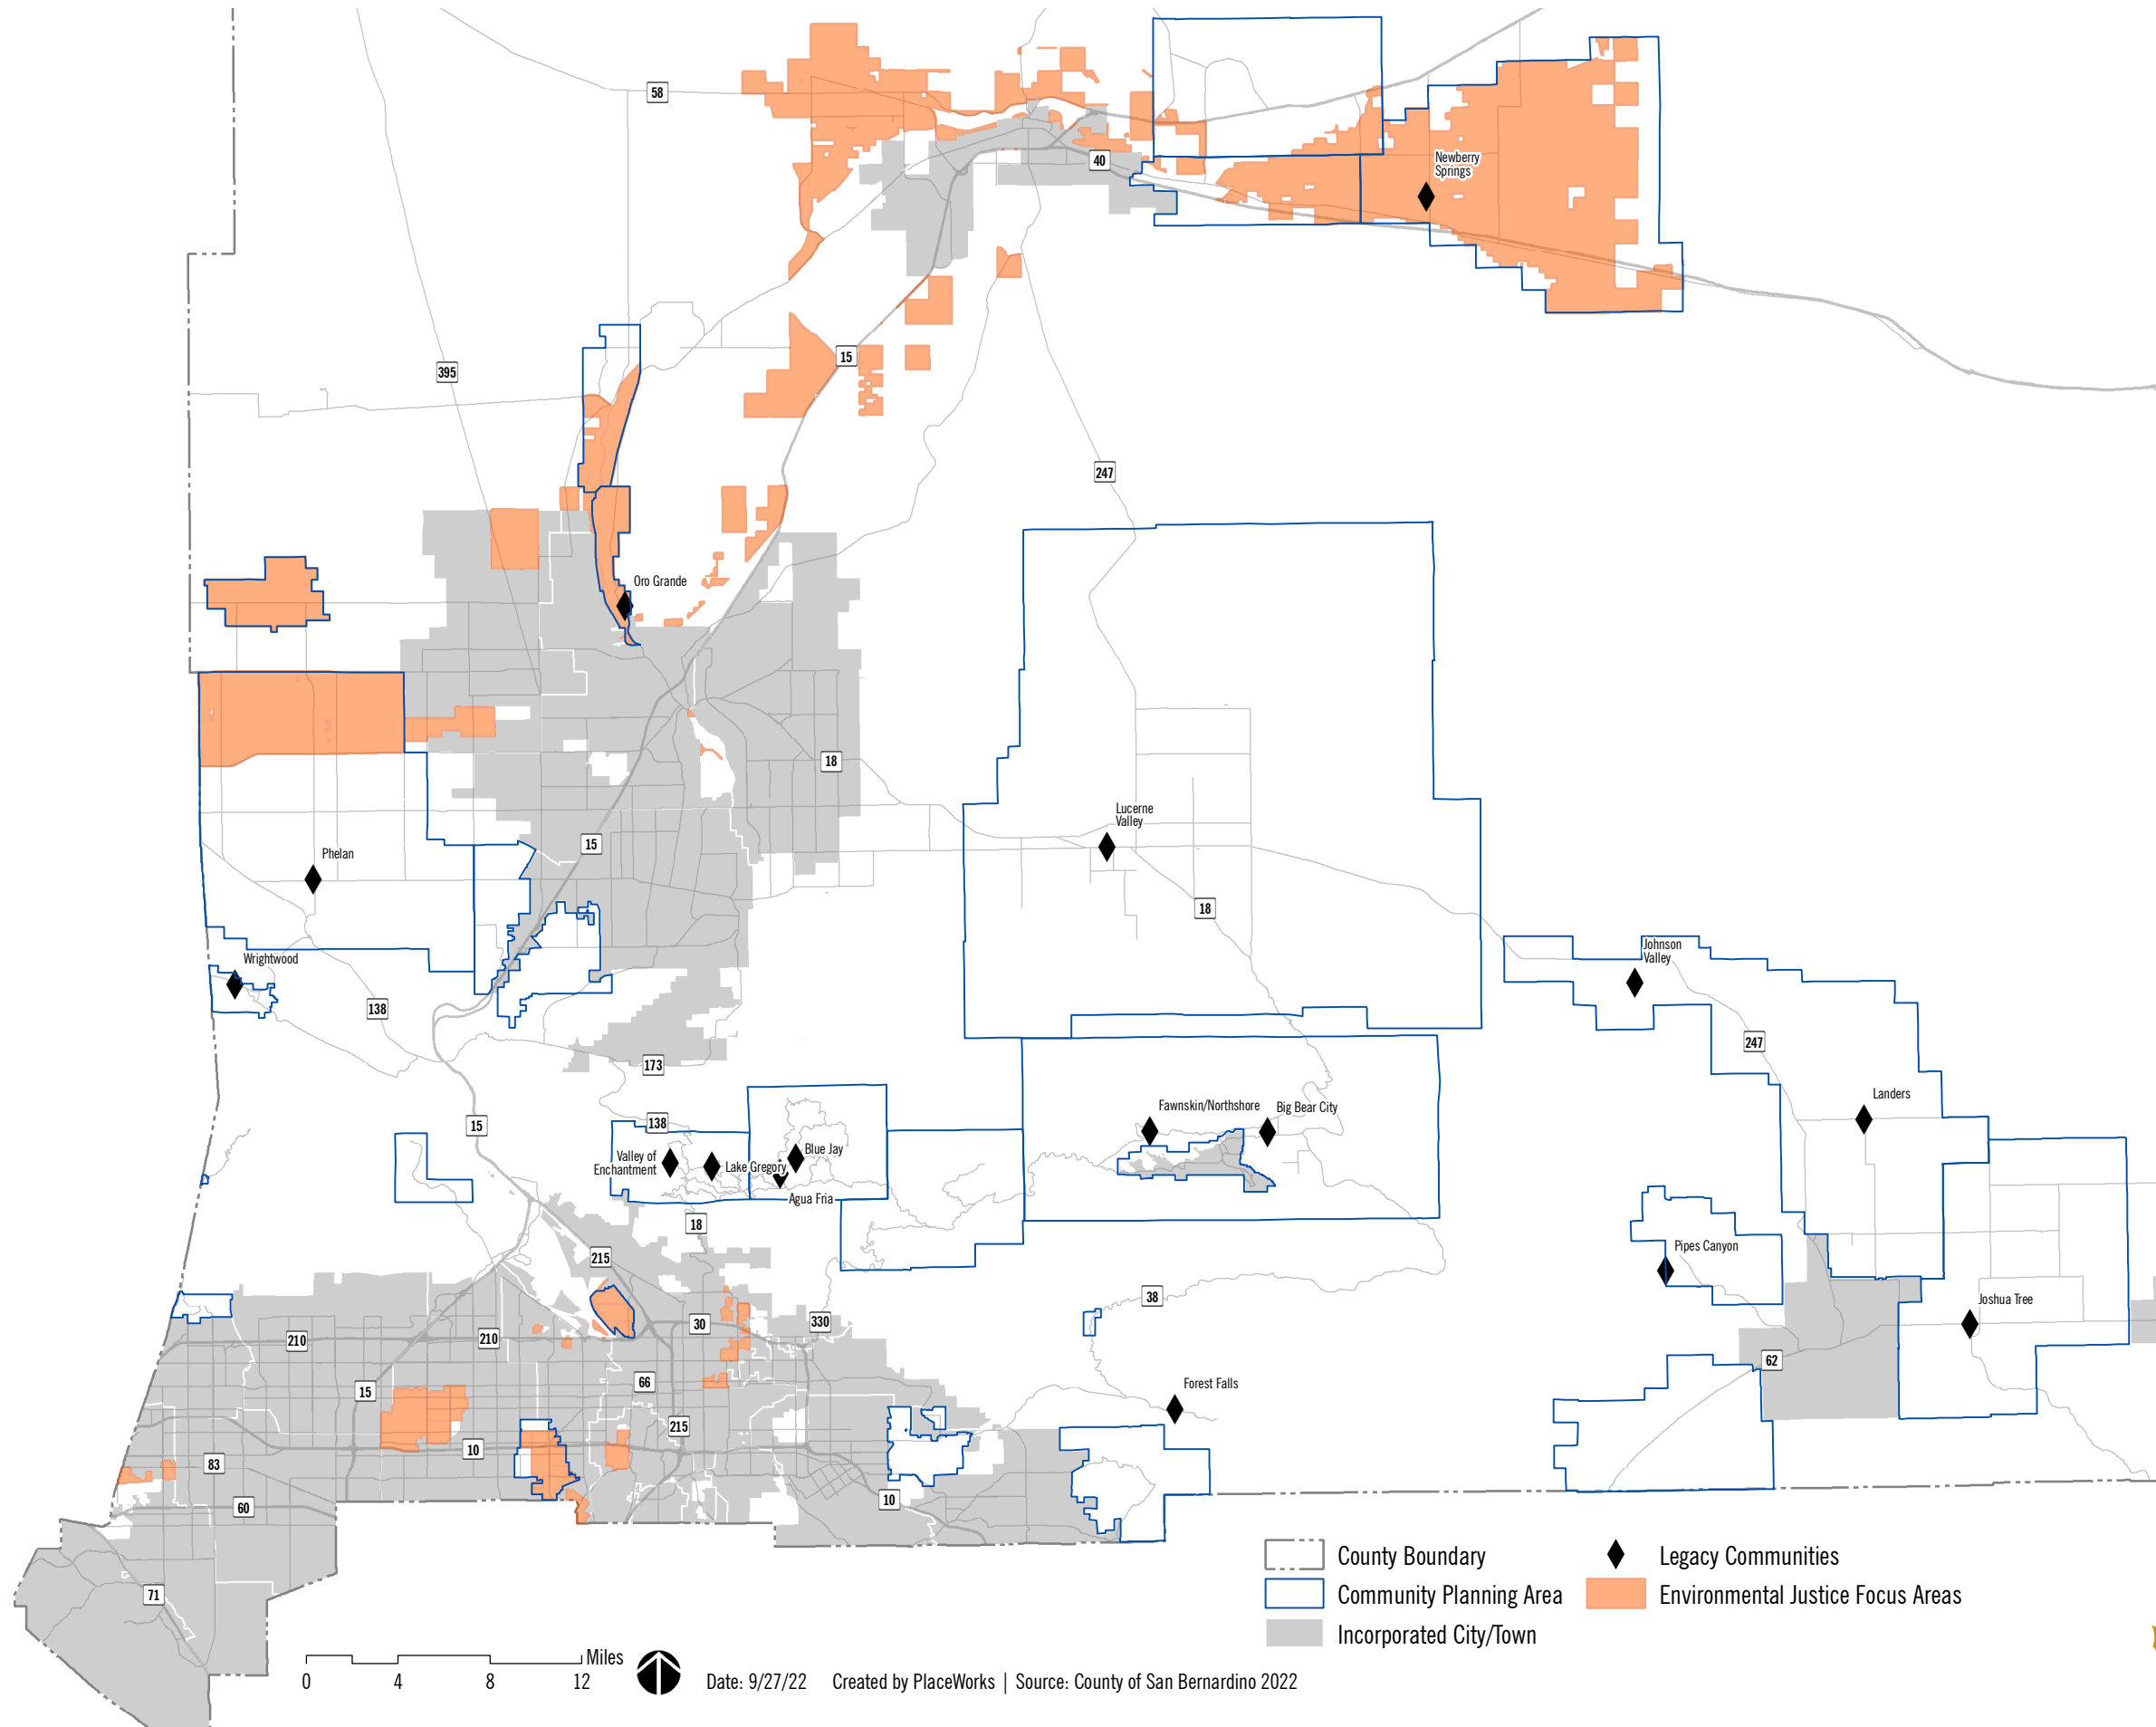 58
40
Newberry
Springs
15
395
247
Oro Grande
18
Lucerne
Valley
15
Phelan
18
Johnson
Valley
Wrightwood
138
247
173
Fawnskin/Northshore
Big Bear City
Landers
15
138
Valley of
Enchantment
Lake Gregory
Blue Jay
Agua Fria
18
215
Pipes Canyon
38
Joshua Tree
30
330
210
210
62
66
15
Forest Falls
215
10
83
10
60
71
County Boundary
Legacy Communities
Community Planning Area
Environmental Justice Focus Areas
Incorporated City/Town
Miles
0 4 8 12
Date: 9/27/22 Created by PlaceWorks | Source: County of San Bernardino 2022